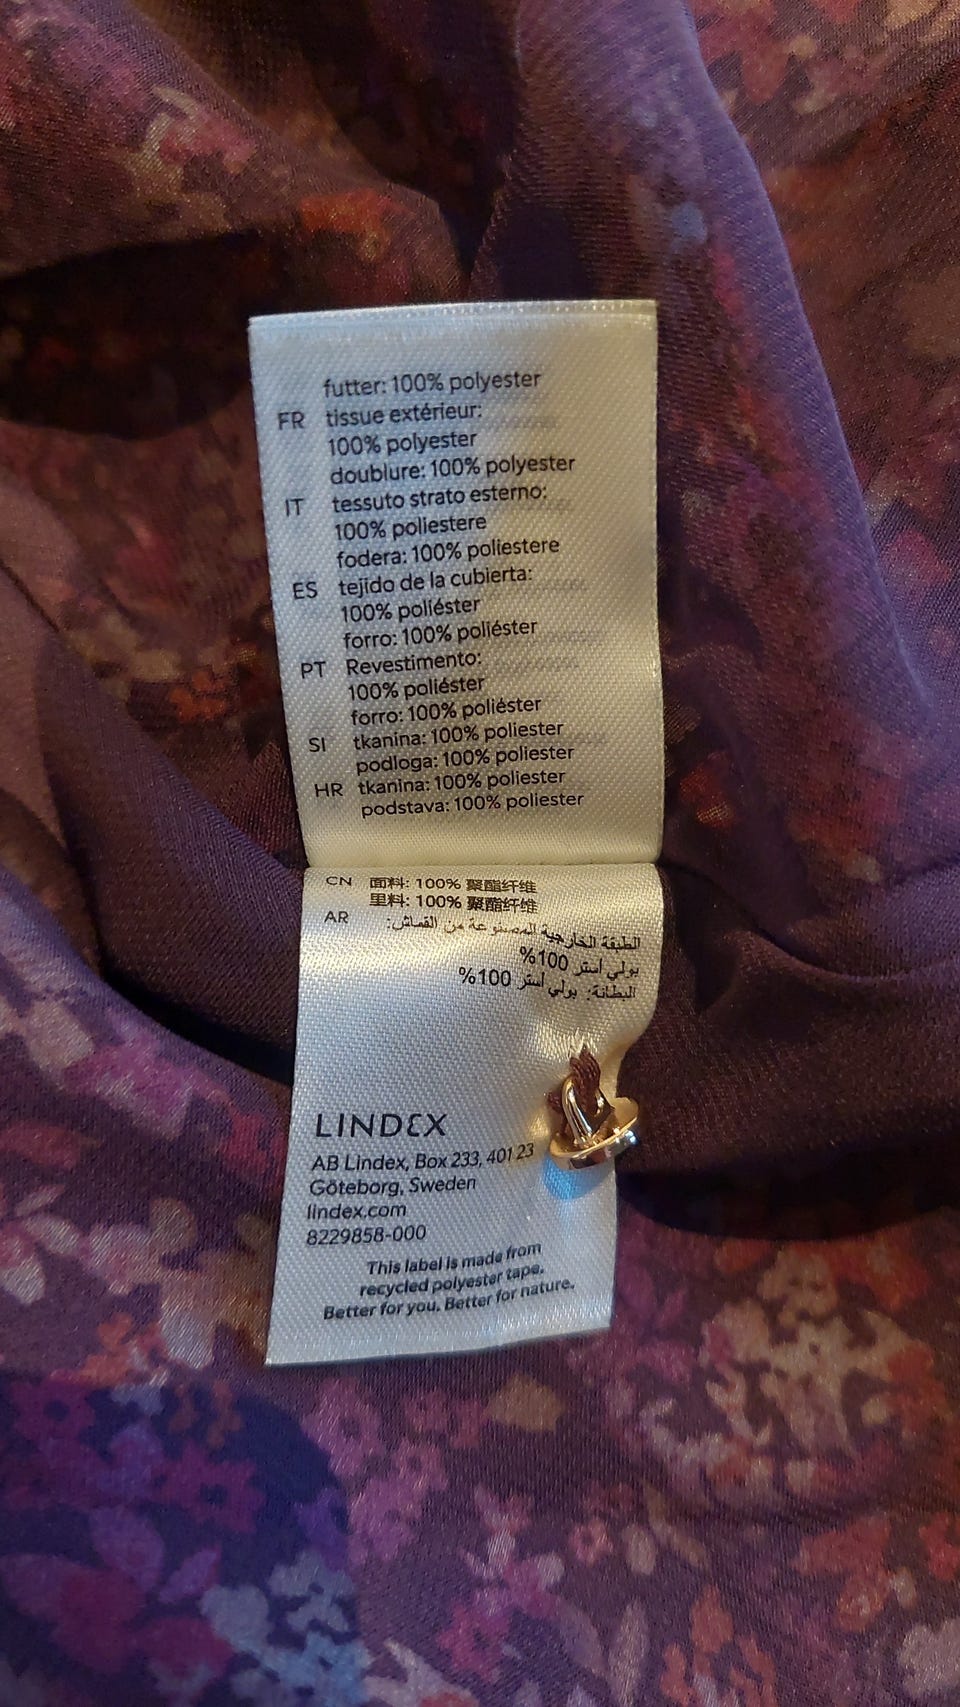 futter: 100% polyester
FR tissue extérieur:
100% polyester
doublure: 100% polyester
IT tessuto strato esterno:
100% poliestere
fodera: 100% poliestere
ES tejido de la cubierta:
100% poliéster
forro: 100% poliéster
PT Revestimento:
100% poliéster
forro: 100% poliéster
SI tkanina: 100% poliester
podloga: 100% poliester
HR tkanina: 100% poliester
podstava: 100% poliester
CN 面料: 100% 聚酯纤维
里料: 100% 聚酯纤维
AR الطبقة الخارجية المصنوعة من القماش:
بولي أستر 100%
البطانة: بولي أستر 100%
LINDEX
AB Lindex, Box 233, 401 23
Göteborg, Sweden
lindex.com
8229858-000
This label is made from
recycled polyester tape.
Better for you. Better for nature.